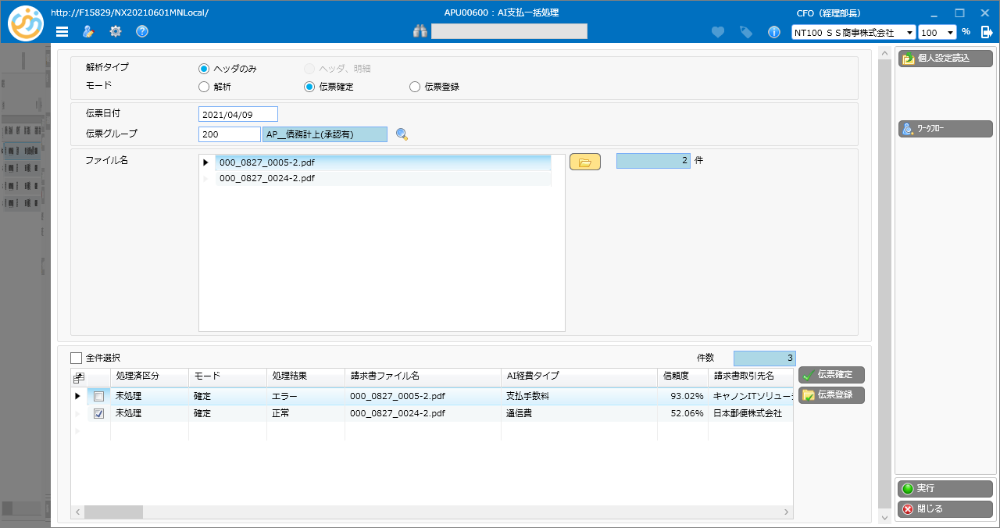 http://F15829/NX20210601MNLocal/
APU00600：AI支払一括処理
CFO（経理部長）
NT100 ＳＳ商事株式会社
100
%
解析タイプ
ヘッダのみ
ヘッダ、明細
モード
解析
伝票確定
伝票登録
伝票日付
2021/04/09
伝票グループ
200
AP__債務計上(承認有)
ファイル名
000_0827_0005-2.pdf
000_0827_0024-2.pdf
2 件
全件選択
件数
3
処理済区分 モード 処理結果 請求書ファイル名 AI経費タイプ 信頼度 請求書取引先名
未処理 確定 エラー 000_0827_0005-2.pdf 支払手数料 93.02% キヤノンITソリューシ
未処理 確定 正常 000_0827_0024-2.pdf 通信費 52.06% 日本郵便株式会社
伝票確定
伝票登録
個人設定読込
ﾜｰｸﾌﾛｰ
実行
閉じる